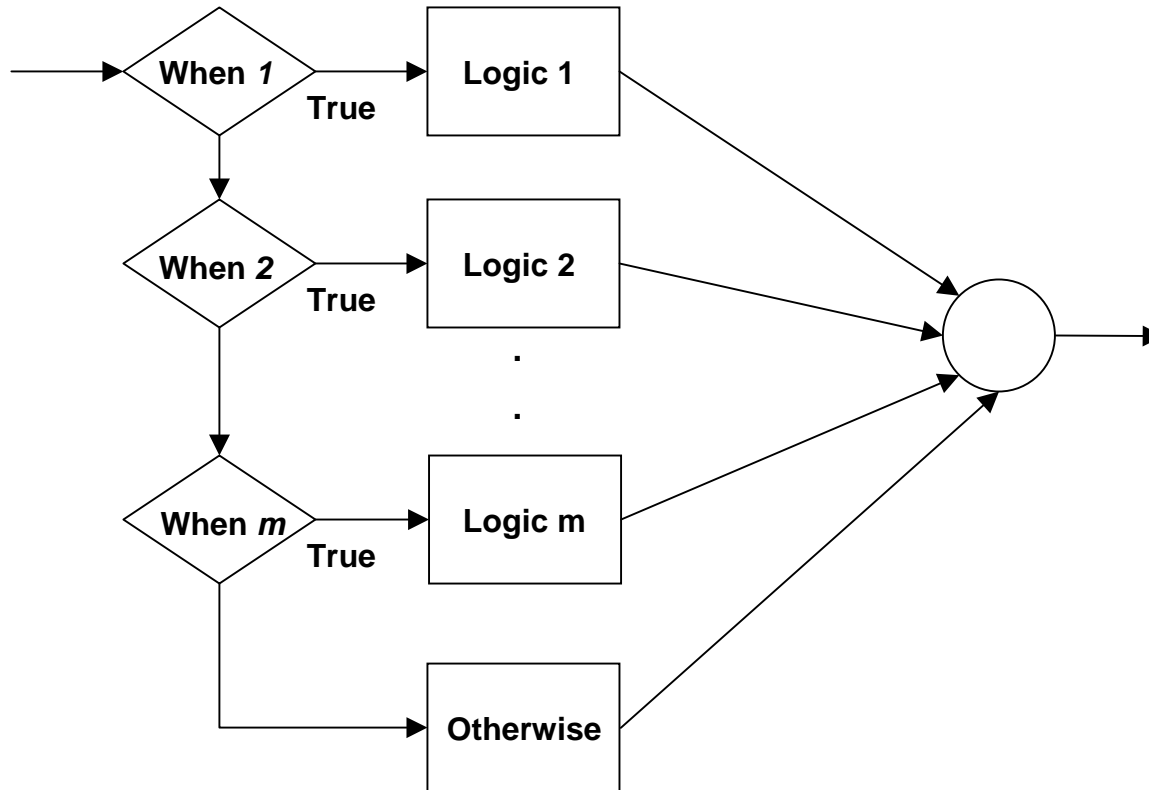 When 1
True
Logic 1
When 2
True
Logic 2
.
.
When m
True
Logic m
Otherwise